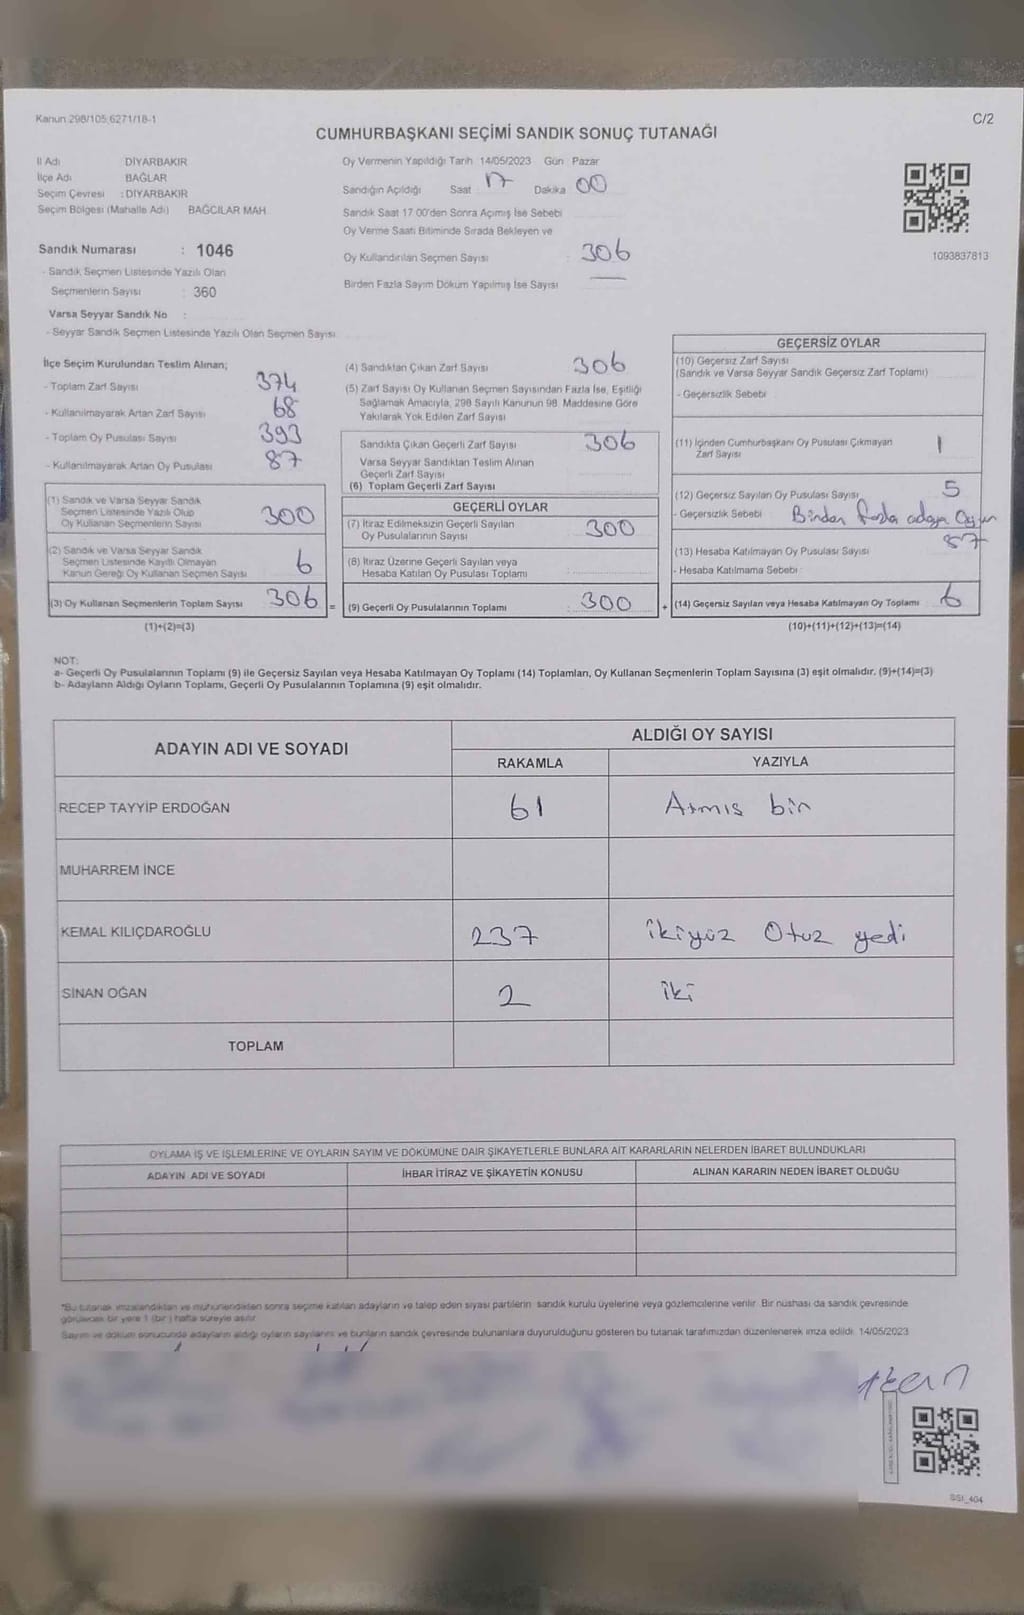 Kanun 298/105;6271/18-1
C/2
CUMHURBAŞKANI SEÇİMİ SANDIK SONUÇ TUTANAĞI
İl Adı DİYARBAKIR
İlçe Adı BAĞLAR
Seçim Çevresi : DİYARBAKIR
Seçim Bölgesi (Mahalle Adı) BAĞCILAR MAH.
Sandık Numarası : 1046
- Sandık Seçmen Listesinde Yazılı Olan
Seçmenlerin Sayısı : 360
Varsa Seyyar Sandık No :
- Seyyar Sandık Seçmen Listesinde Yazılı Olan Seçmen Sayısı
Oy Vermenin Yapıldığı Tarih 14/05/2023 Gün : Pazar
Sandığın Açıldığı Saat 17 Dakika 00
Sandık Saat 17.00'den Sonra Açımış İse Sebebi
Oy Verme Saati Bitiminde Sırada Bekleyen ve
Oy Kullandırılan Seçmen Sayısı : 306
Birden Fazla Sayım Döküm Yapılmış İse Sayısı —
1093837813
İlçe Seçim Kurulundan Teslim Alınan;
- Toplam Zarf Sayısı 374
- Kullanılmayarak Artan Zarf Sayısı 68
- Toplam Oy Pusulası Sayısı 393
- Kullanılmayarak Artan Oy Pusulası 87
(1) Sandık ve Varsa Seyyar Sandık
Seçmen Listesinde Yazılı Olup
Oy Kullanan Seçmenlerin Sayısı 300
(2) Sandık ve Varsa Seyyar Sandık
Seçmen Listesinde Kayıtlı Olmayan
Kanun Gereği Oy Kullanan Seçmen Sayısı 6
(3) Oy Kullanan Seçmenlerin Toplam Sayısı 306 =
(1)+(2)=(3)
(4) Sandıktan Çıkan Zarf Sayısı 306
(5) Zarf Sayısı Oy Kullanan Seçmen Sayısından Fazla İse, Eşitliği
Sağlamak Amacıyla, 298 Sayılı Kanunun 98. Maddesine Göre
Yakılarak Yok Edilen Zarf Sayısı
Sandıkta Çıkan Geçerli Zarf Sayısı 306
Varsa Seyyar Sandıktan Teslim Alınan
Geçerli Zarf Sayısı
(6) Toplam Geçerli Zarf Sayısı
GEÇERLİ OYLAR
(7) İtiraz Edilmeksizin Geçerli Sayılan
Oy Pusulalarının Sayısı 300
(8) İtiraz Üzerine Geçerli Sayılan veya
Hesaba Katılan Oy Pusulası Toplamı
(9) Geçerli Oy Pusulalarının Toplamı : 300 +
GEÇERSİZ OYLAR
(10) Geçersiz Zarf Sayısı
(Sandık ve Varsa Seyyar Sandık Geçersiz Zarf Toplamı)
- Geçersizlik Sebebi
(11) İçinden Cumhurbaşkanı Oy Pusulası Çıkmayan
Zarf Sayısı 1
(12) Geçersiz Sayılan Oy Pusulası Sayısı 5
- Geçersizlik Sebebi Birden fazla adaya
(13) Hesaba Katılmayan Oy Pusulası Sayısı 87
- Hesaba Katılmama Sebebi :
(14) Geçersiz Sayılan veya Hesaba Katılmayan Oy Toplamı 6
(10)+(11)+(12)+(13)=(14)
NOT:
a- Geçerli Oy Pusulalarının Toplamı (9) ile Geçersiz Sayılan veya Hesaba Katılmayan Oy Toplamı (14) Toplamları, Oy Kullanan Seçmenlerin Toplam Sayısına (3) eşit olmalıdır. (9)+(14)=(3)
b- Adayların Aldığı Oyların Toplamı, Geçerli Oy Pusulalarının Toplamına (9) eşit olmalıdır.
ADAYIN ADI VE SOYADI
ALDIĞI OY SAYISI
RAKAMLA YAZIYLA
RECEP TAYYİP ERDOĞAN 61 Atmış bir
MUHARREM İNCE
KEMAL KILIÇDAROĞLU 237 ikiyüz Otuz yedi
SİNAN OĞAN 2 iki
TOPLAM
OYLAMA İŞ VE İŞLEMLERİNE VE OYLARIN SAYIM VE DÖKÜMÜNE DAİR ŞİKAYETLERLE BUNLARA AİT KARARLARIN NELERDEN İBARET BULUNDUKLARI
ADAYIN ADI VE SOYADI İHBAR İTİRAZ VE ŞİKAYETİN KONUSU ALINAN KARARIN NEDEN İBARET OLDUĞU
*Bu tutanak imzalandıktan ve mühürlendikten sonra seçime katılan adayların ve talep eden siyasi partilerin sandık kurulu üyelerine veya gözlemcilerine verilir. Bir nüshası da sandık çevresinde
görülecek bir yere 1 (bir) hafta süreyle asılır.
Sayım ve döküm sonucunda adayların aldığı oyların sayılarını ve bunların sandık çevresinde bulunanlara duyurulduğunu gösteren bu tutanak tarafımızdan düzenlenerek imza edildi. 14/05/2023
SSI_404